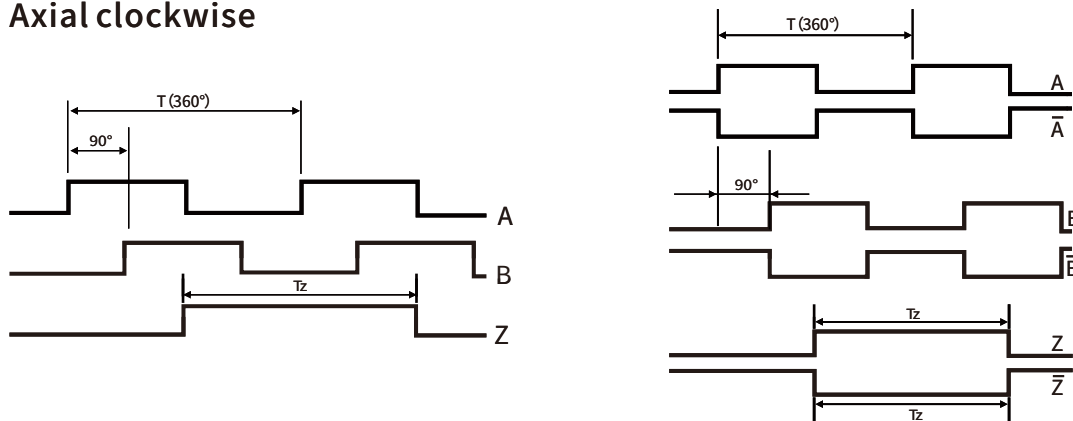 Axial clockwise
T (360°)
90°
A
B
Tz
Z
T (360°)
A
A̅
90°
B
B̅
Tz
Z
Z̅
Tz